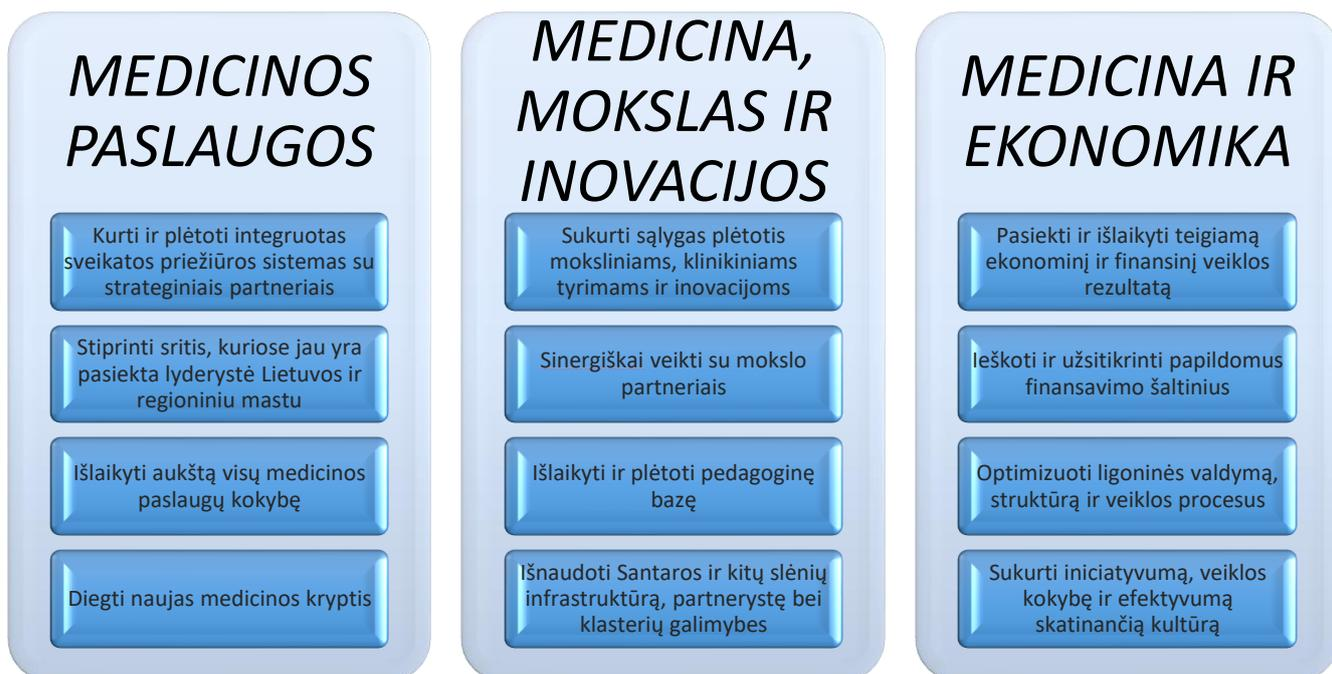 MEDICINOS
PASLAUGOS
Kurti ir plėtoti integruotas
sveikatos priežiūros sistemas su
strateginiais partneriais
Stiprinti sritis, kuriose jau yra
pasiekta lyderystė Lietuvos ir
regioniniu mastu
Išlaikyti aukštą visų medicinos
paslaugų kokybę
Diegti naujas medicinos kryptis
MEDICINA,
MOKSLAS IR
INOVACIJOS
Sukurti sąlygas plėtotis
moksliniams, klinikiniams
tyrimams ir inovacijoms
Sinergiškai veikti su mokslo
partneriais
Išlaikyti ir plėtoti pedagoginę
bazę
Išnaudoti Santaros ir kitų slėnių
infrastruktūrą, partnerystę bei
klasterių galimybes
MEDICINA IR
EKONOMIKA
Pasiekti ir išlaikyti teigiamą
ekonominį ir finansinį veiklos
rezultatą
Ieškoti ir užsitikrinti papildomus
finansavimo šaltinius
Optimizuoti ligoninės valdymą,
struktūrą ir veiklos procesus
Sukurti iniciatyvumą, veiklos
kokybę ir efektyvumą
skatinančią kultūrą